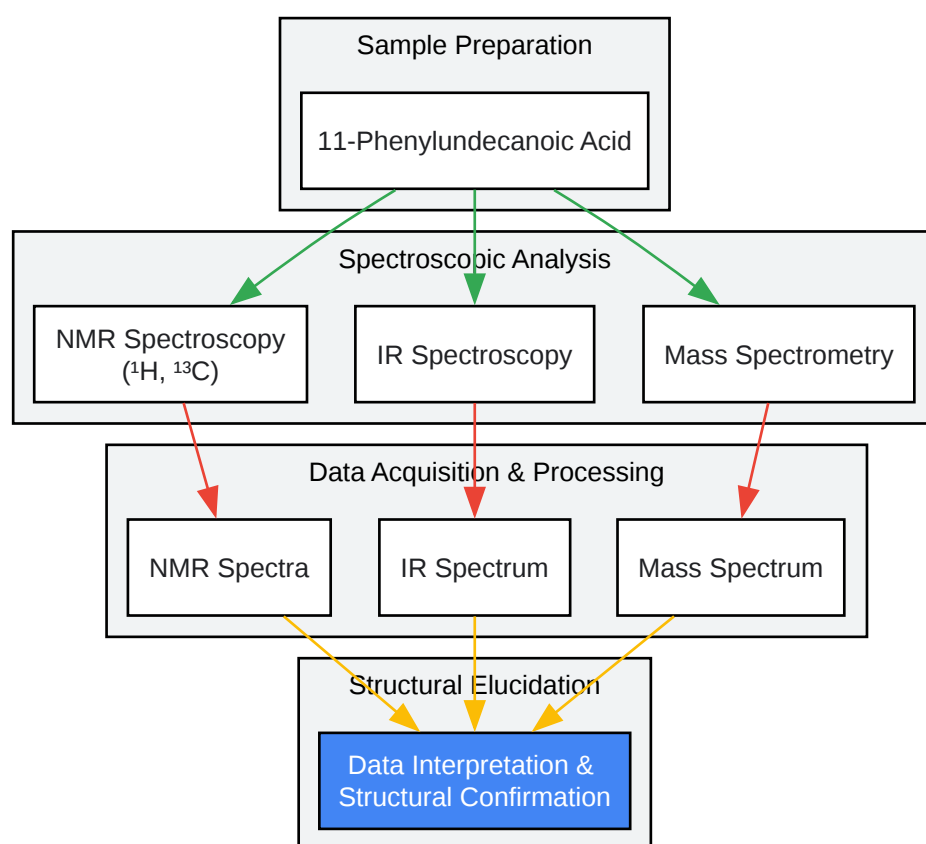 Sample Preparation
11-Phenylundecanoic Acid
Spectroscopic Analysis
NMR Spectroscopy
(¹H, ¹³C)
IR Spectroscopy
Mass Spectrometry
Data Acquisition & Processing
NMR Spectra
IR Spectrum
Mass Spectrum
Structural Elucidation
Data Interpretation &
Structural Confirmation